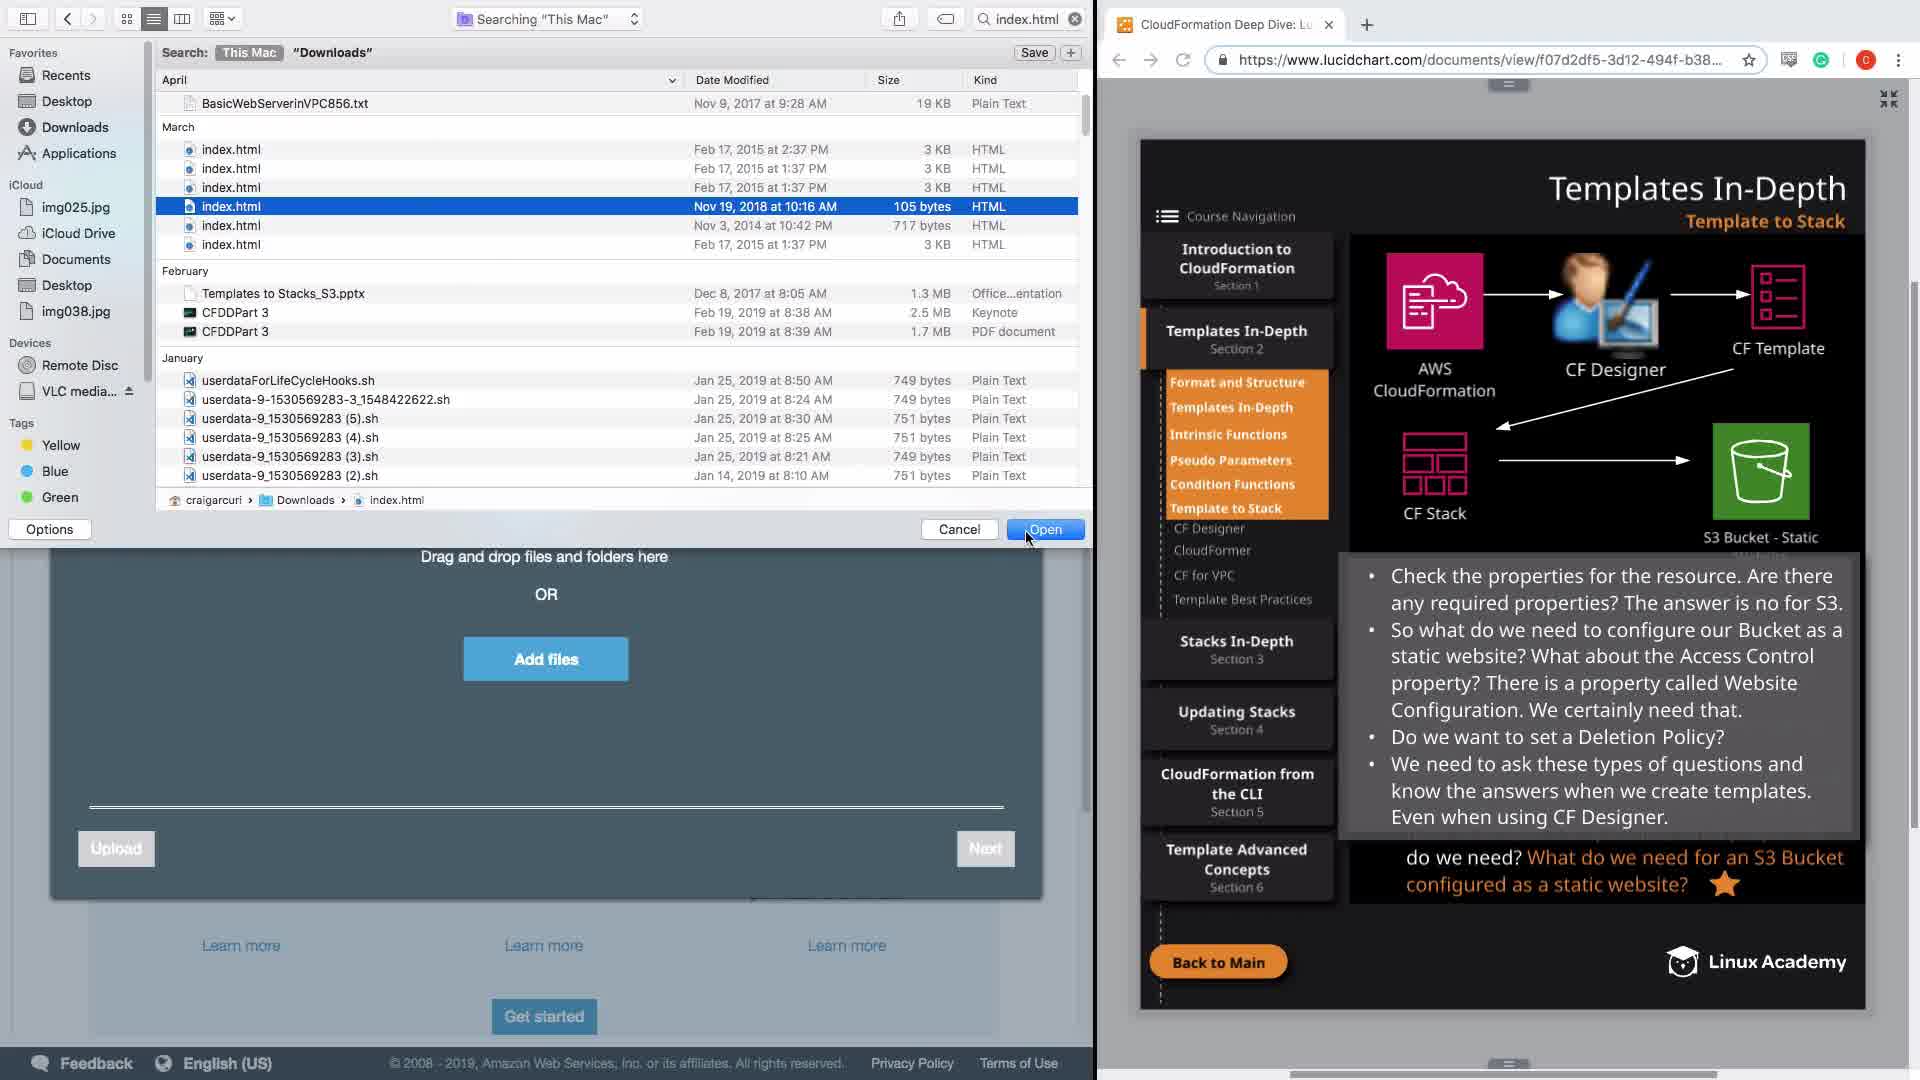 Searching "This Mac"
index.html
Search: This Mac "Downloads" Save
Favorites
Recents
Desktop
Downloads
Applications
iCloud
img025.jpg
iCloud Drive
Documents
Desktop
img038.jpg
Devices
Remote Disc
VLC media...
Tags
Yellow
Blue
Green
April Date Modified Size Kind
BasicWebServerinVPC856.txt Nov 9, 2017 at 9:28 AM 19 KB Plain Text
March
index.html Feb 17, 2015 at 2:37 PM 3 KB HTML
index.html Feb 17, 2015 at 1:37 PM 3 KB HTML
index.html Feb 17, 2015 at 1:37 PM 3 KB HTML
index.html Nov 19, 2018 at 10:16 AM 105 bytes HTML
index.html Nov 3, 2014 at 10:42 PM 717 bytes HTML
index.html Feb 17, 2015 at 1:37 PM 3 KB HTML
February
Templates to Stacks_S3.pptx Dec 8, 2017 at 8:05 AM 1.3 MB Office...entation
CFDDPart 3 Feb 19, 2019 at 8:38 AM 2.5 MB Keynote
CFDDPart 3 Feb 19, 2019 at 8:39 AM 1.7 MB PDF document
January
userdataForLifeCycleHooks.sh Jan 25, 2019 at 8:50 AM 749 bytes Plain Text
userdata-9-1530569283-3_1548422622.sh Jan 25, 2019 at 8:24 AM 749 bytes Plain Text
userdata-9_1530569283 (5).sh Jan 25, 2019 at 8:30 AM 751 bytes Plain Text
userdata-9_1530569283 (4).sh Jan 25, 2019 at 8:25 AM 751 bytes Plain Text
userdata-9_1530569283 (3).sh Jan 25, 2019 at 8:21 AM 749 bytes Plain Text
userdata-9_1530569283 (2).sh Jan 14, 2019 at 8:10 AM 751 bytes Plain Text
craigarcuri > Downloads > index.html
Options Cancel Open
Drag and drop files and folders here
OR
Add files
Upload Next
Learn more Learn more Learn more
Get started
Feedback English (US) © 2008 - 2019, Amazon Web Services, Inc. or its affiliates. All rights reserved. Privacy Policy Terms of Use
CloudFormation Deep Dive: Lu
https://www.lucidchart.com/documents/view/f07d2df5-3d12-494f-b38...
C
Templates In-Depth
Template to Stack
Course Navigation
Introduction to
CloudFormation
Section 1
Templates In-Depth
Section 2
Format and Structure
Templates In-Depth
Intrinsic Functions
Pseudo Parameters
Condition Functions
Template to Stack
CF Designer
CloudFormer
CF for VPC
Template Best Practices
Stacks In-Depth
Section 3
Updating Stacks
Section 4
CloudFormation from
the CLI
Section 5
Template Advanced
Concepts
Section 6
Back to Main
AWS
CloudFormation
CF Designer
CF Template
CF Stack
S3 Bucket - Static
• Check the properties for the resource. Are there
any required properties? The answer is no for S3.
• So what do we need to configure our Bucket as a
static website? What about the Access Control
property? There is a property called Website
Configuration. We certainly need that.
• Do we want to set a Deletion Policy?
• We need to ask these types of questions and
know the answers when we create templates.
Even when using CF Designer.
do we need? What do we need for an S3 Bucket
configured as a static website?
Linux Academy